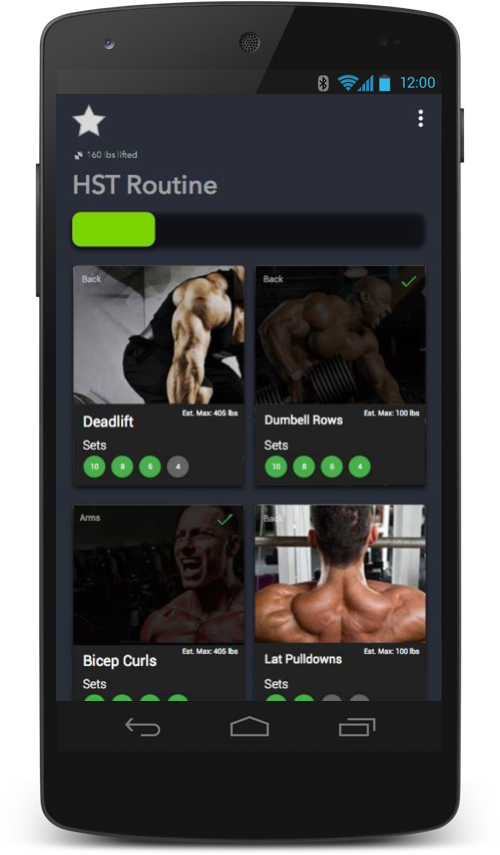 12:00
160 lbs lifted
HST Routine
Back
Deadlift
Est. Max: 405 lbs
Sets
10 8 6 4
Dumbell Rows
Est. Max: 100 lbs
Sets
10 8 6 4
Arms
Bicep Curls
Est. Max: 405 lbs
Sets
Back
Lat Pulldowns
Est. Max: 100 lbs
Sets